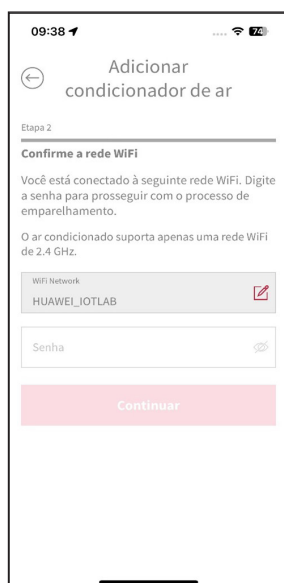 09:38
74
Adicionar
condicionador de ar
Etapa 2
Confirme a rede WiFi
Você está conectado à seguinte rede WiFi. Digite
a senha para prosseguir com o processo de
emparelhamento.
O ar condicionado suporta apenas uma rede WiFi
de 2.4 GHz.
WiFi Network
HUAWEI_IOTLAB
Senha
Continuar